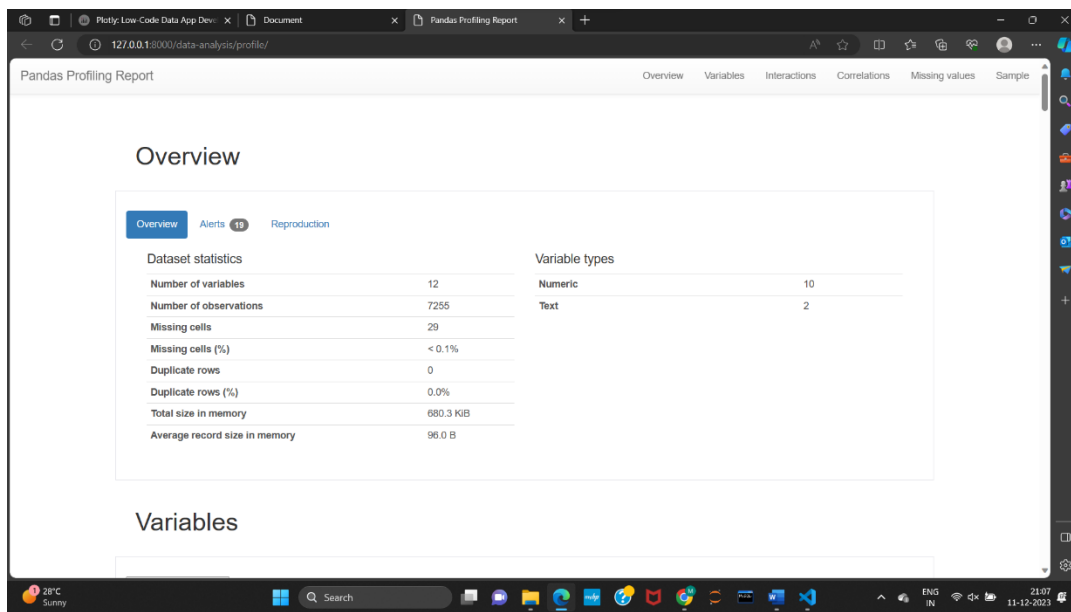 Plotly: Low-Code Data App Deve
Document
Pandas Profiling Report
127.0.0.1:8000/data-analysis/profile/
Pandas Profiling Report
Overview Variables Interactions Correlations Missing values Sample
Overview
Overview Alerts 19 Reproduction
Dataset statistics
Number of variables 12
Number of observations 7255
Missing cells 29
Missing cells (%) < 0.1%
Duplicate rows 0
Duplicate rows (%) 0.0%
Total size in memory 680.3 KiB
Average record size in memory 96.0 B
Variable types
Numeric 10
Text 2
Variables
1
28°C
Sunny
Search
ENG
IN
21:07
11-12-2023